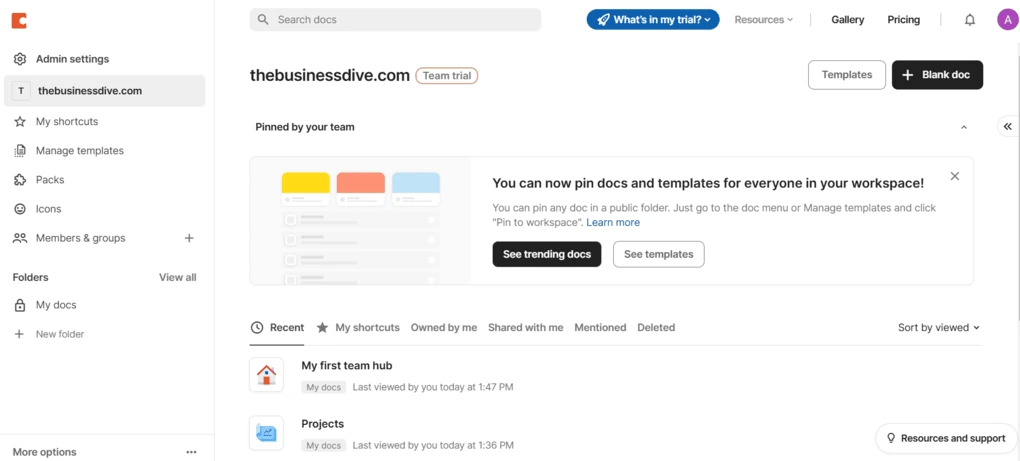 Search docs
What's in my trial?
Resources
Gallery
Pricing
A
Admin settings
T
thebusinessdive.com
My shortcuts
Manage templates
Packs
Icons
Members & groups
Folders
View all
My docs
New folder
More options
thebusinessdive.com
Team trial
Templates
Blank doc
Pinned by your team
You can now pin docs and templates for everyone in your workspace!
You can pin any doc in a public folder. Just go to the doc menu or Manage templates and click
"Pin to workspace". Learn more
See trending docs
See templates
Recent
My shortcuts
Owned by me
Shared with me
Mentioned
Deleted
Sort by viewed
My first team hub
My docs Last viewed by you today at 1:47 PM
Projects
My docs Last viewed by you today at 1:36 PM
Resources and support